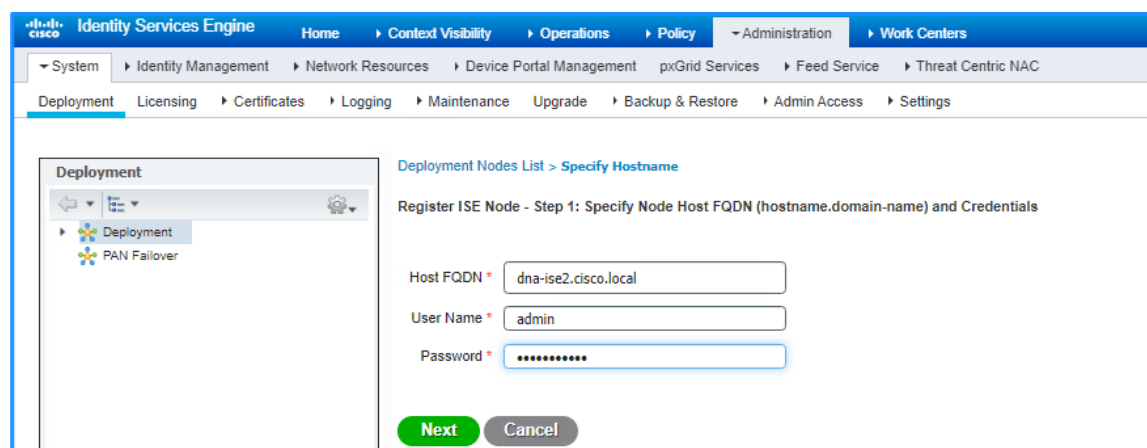 cisco Identity Services Engine Home Context Visibility Operations Policy Administration Work Centers
System Identity Management Network Resources Device Portal Management pxGrid Services Feed Service Threat Centric NAC
Deployment Licensing Certificates Logging Maintenance Upgrade Backup & Restore Admin Access Settings
Deployment
Deployment
PAN Failover
Deployment Nodes List > Specify Hostname
Register ISE Node - Step 1: Specify Node Host FQDN (hostname.domain-name) and Credentials
Host FQDN * dna-ise2.cisco.local
User Name * admin
Password * •••••••••••
Next Cancel